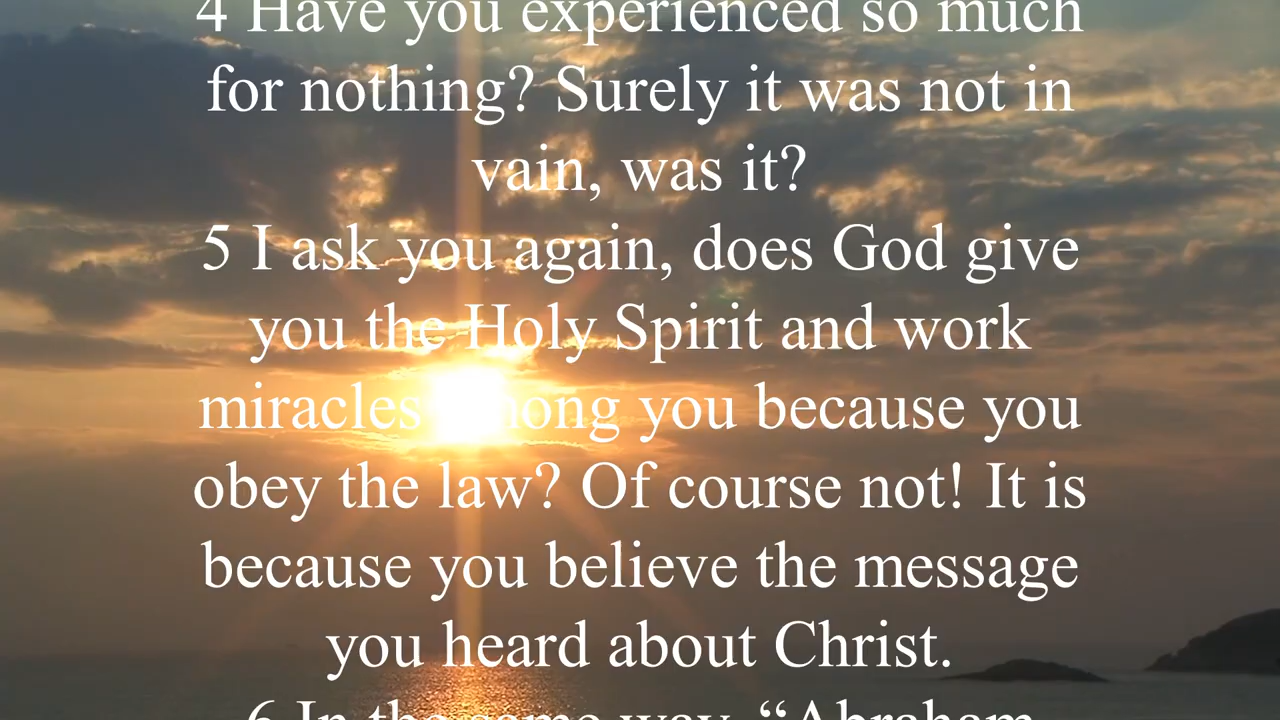 4 Have you experienced so much
for nothing? Surely it was not in
vain, was it?
5 I ask you again, does God give
you the Holy Spirit and work
miracles among you because you
obey the law? Of course not! It is
because you believe the message
you heard about Christ.
6 In the same way, “Abraham